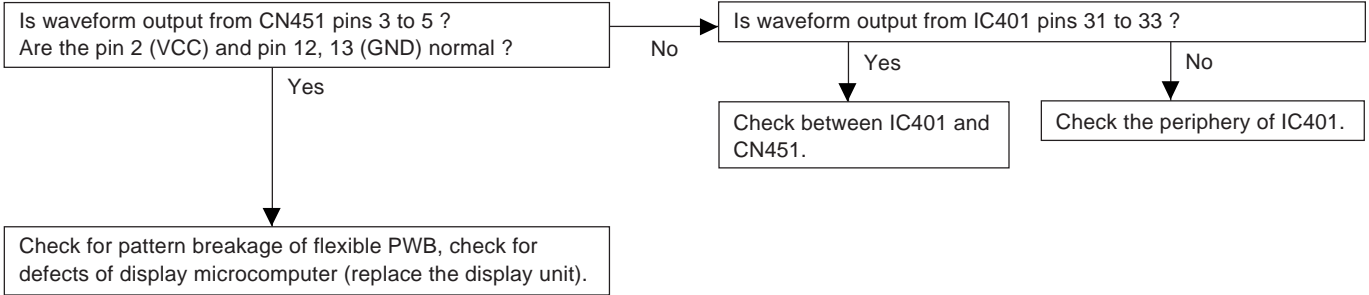 Is waveform output from CN451 pins 3 to 5 ?
Are the pin 2 (VCC) and pin 12, 13 (GND) normal ?
No
Is waveform output from IC401 pins 31 to 33 ?
Yes
Yes
No
Check between IC401 and
CN451.
Check the periphery of IC401.
Check for pattern breakage of flexible PWB, check for
defects of display microcomputer (replace the display unit).